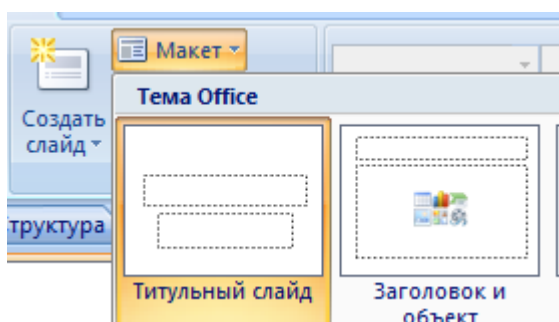 Макет
Создать
слайд
Тема Office
труктура
Титульный слайд
Заголовок и
объект